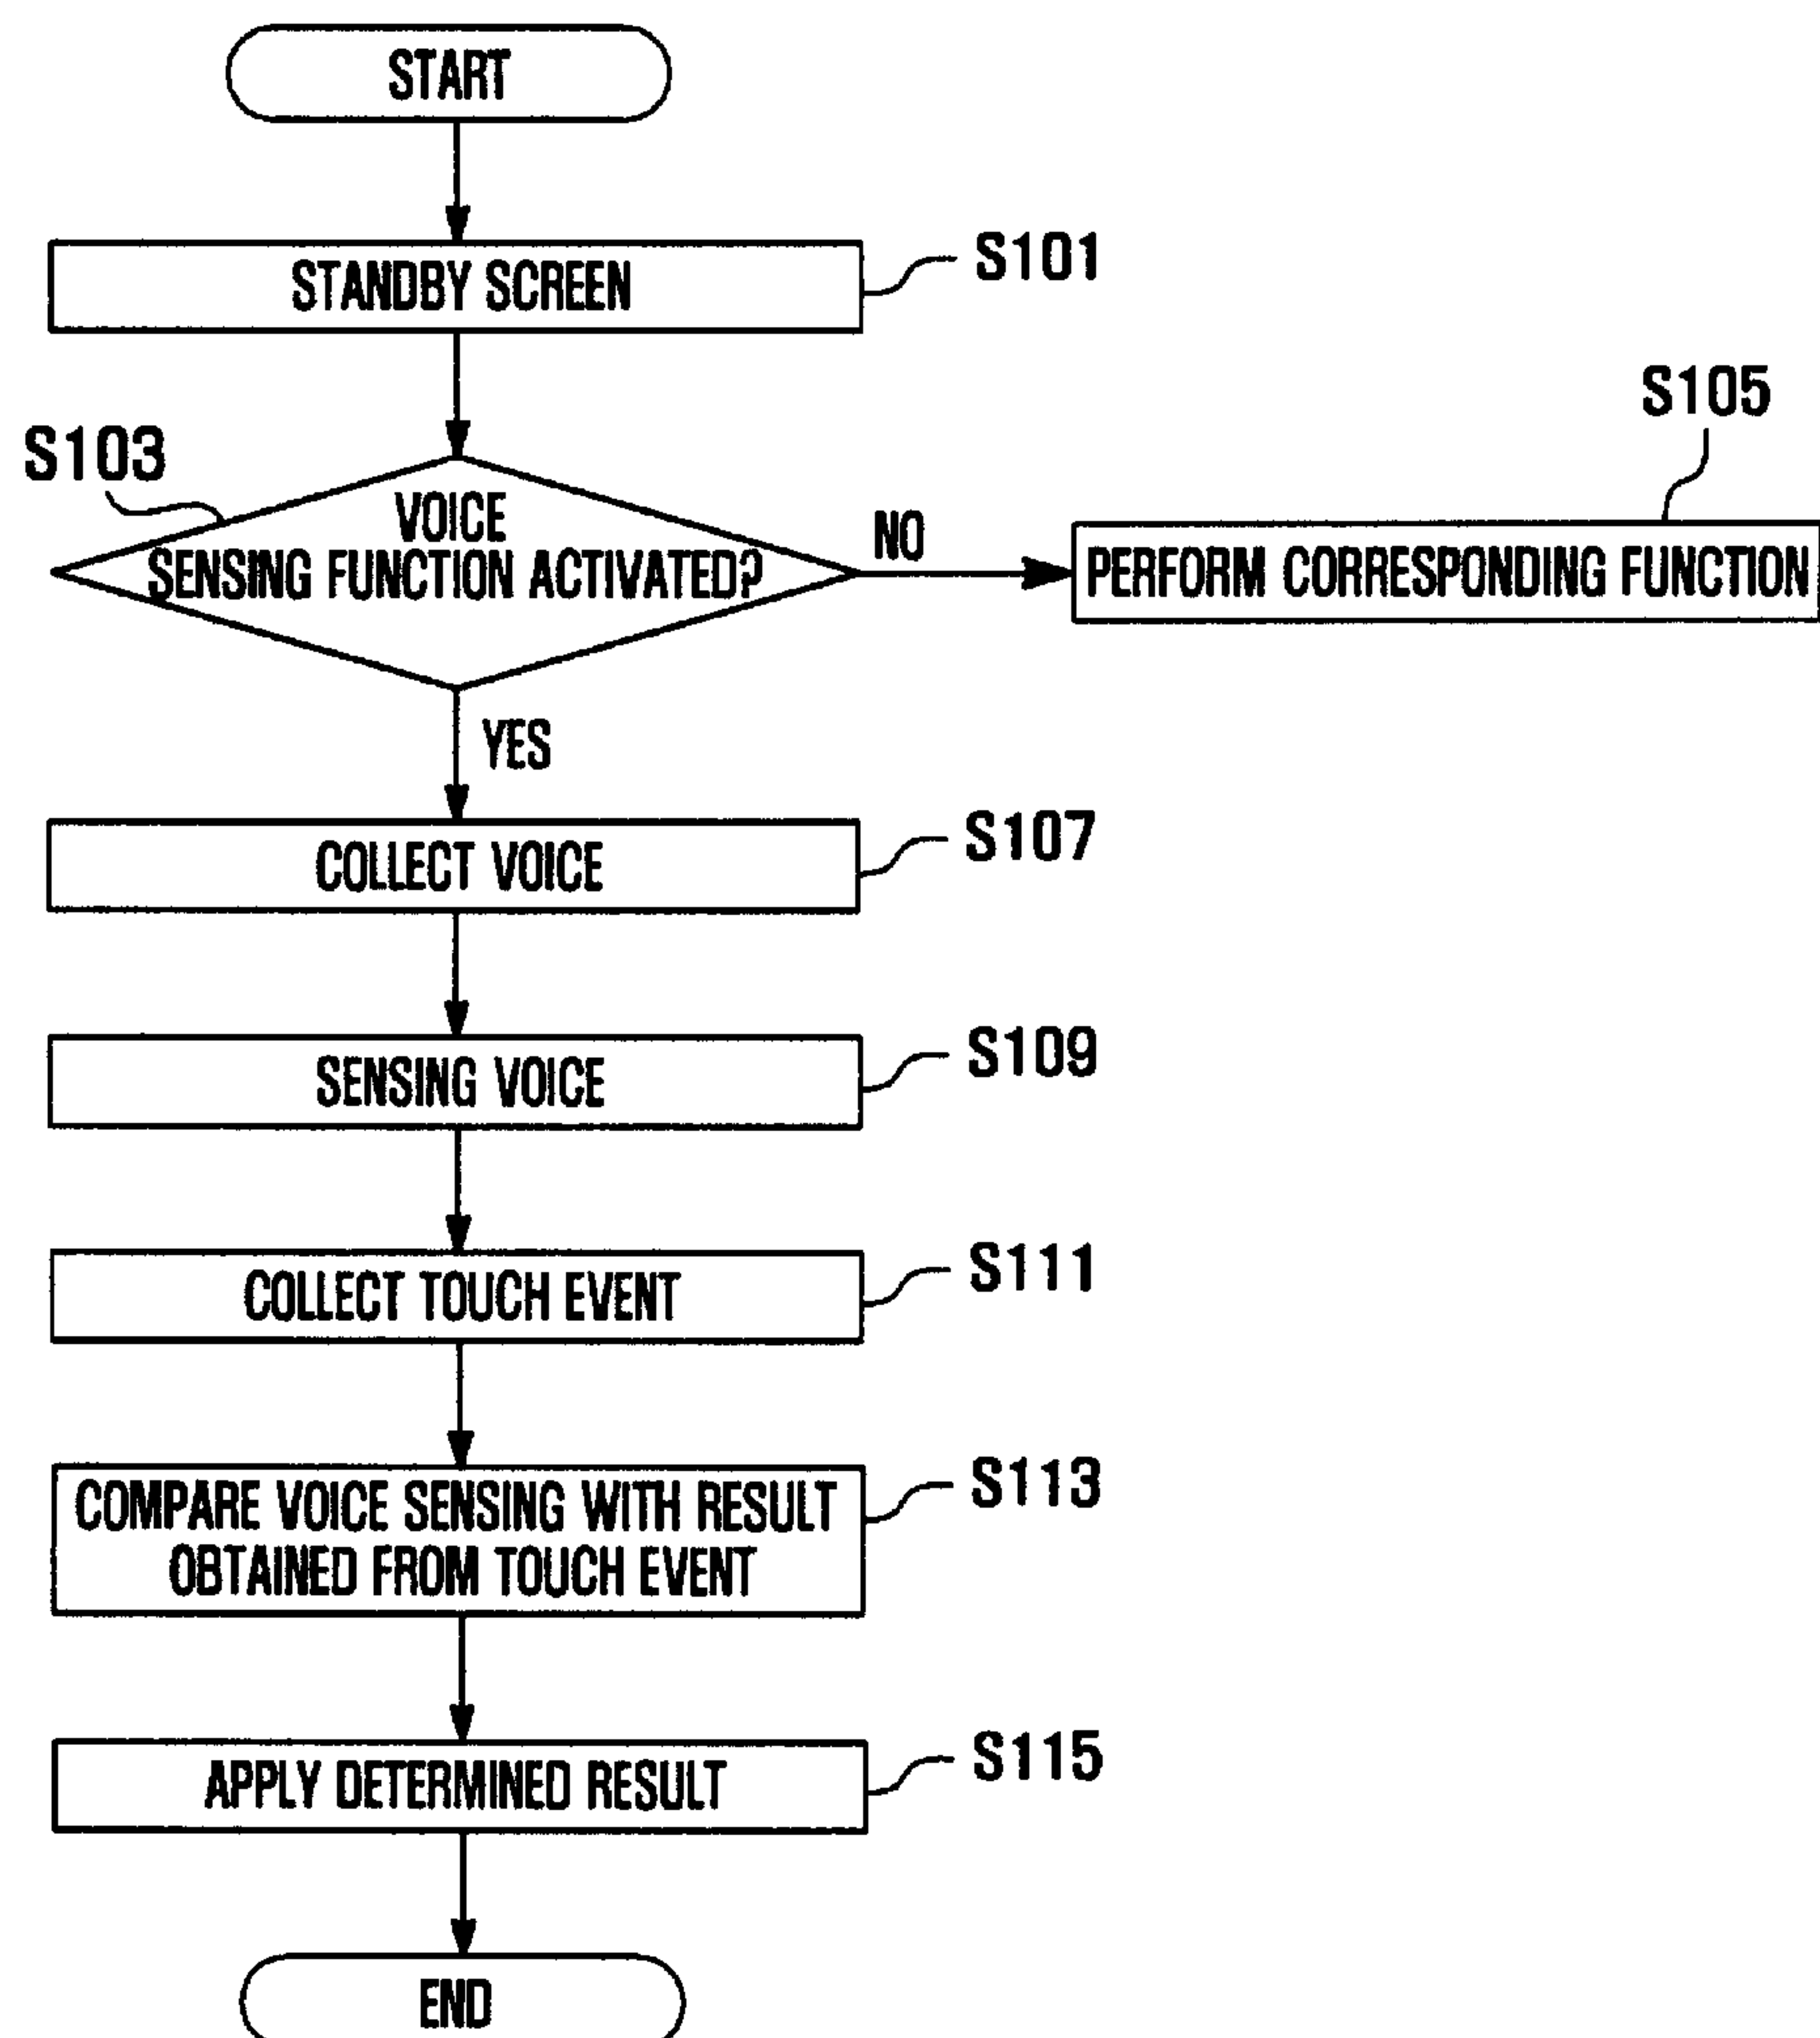 START
STANDBY SCREEN
S101
S103
VOICE
SENSING FUNCTION ACTIVATED?
NO
S105
PERFORM CORRESPONDING FUNCTION
YES
COLLECT VOICE
S107
SENSING VOICE
S109
COLLECT TOUCH EVENT
S111
COMPARE VOICE SENSING WITH RESULT
OBTAINED FROM TOUCH EVENT
S113
APPLY DETERMINED RESULT
S115
END